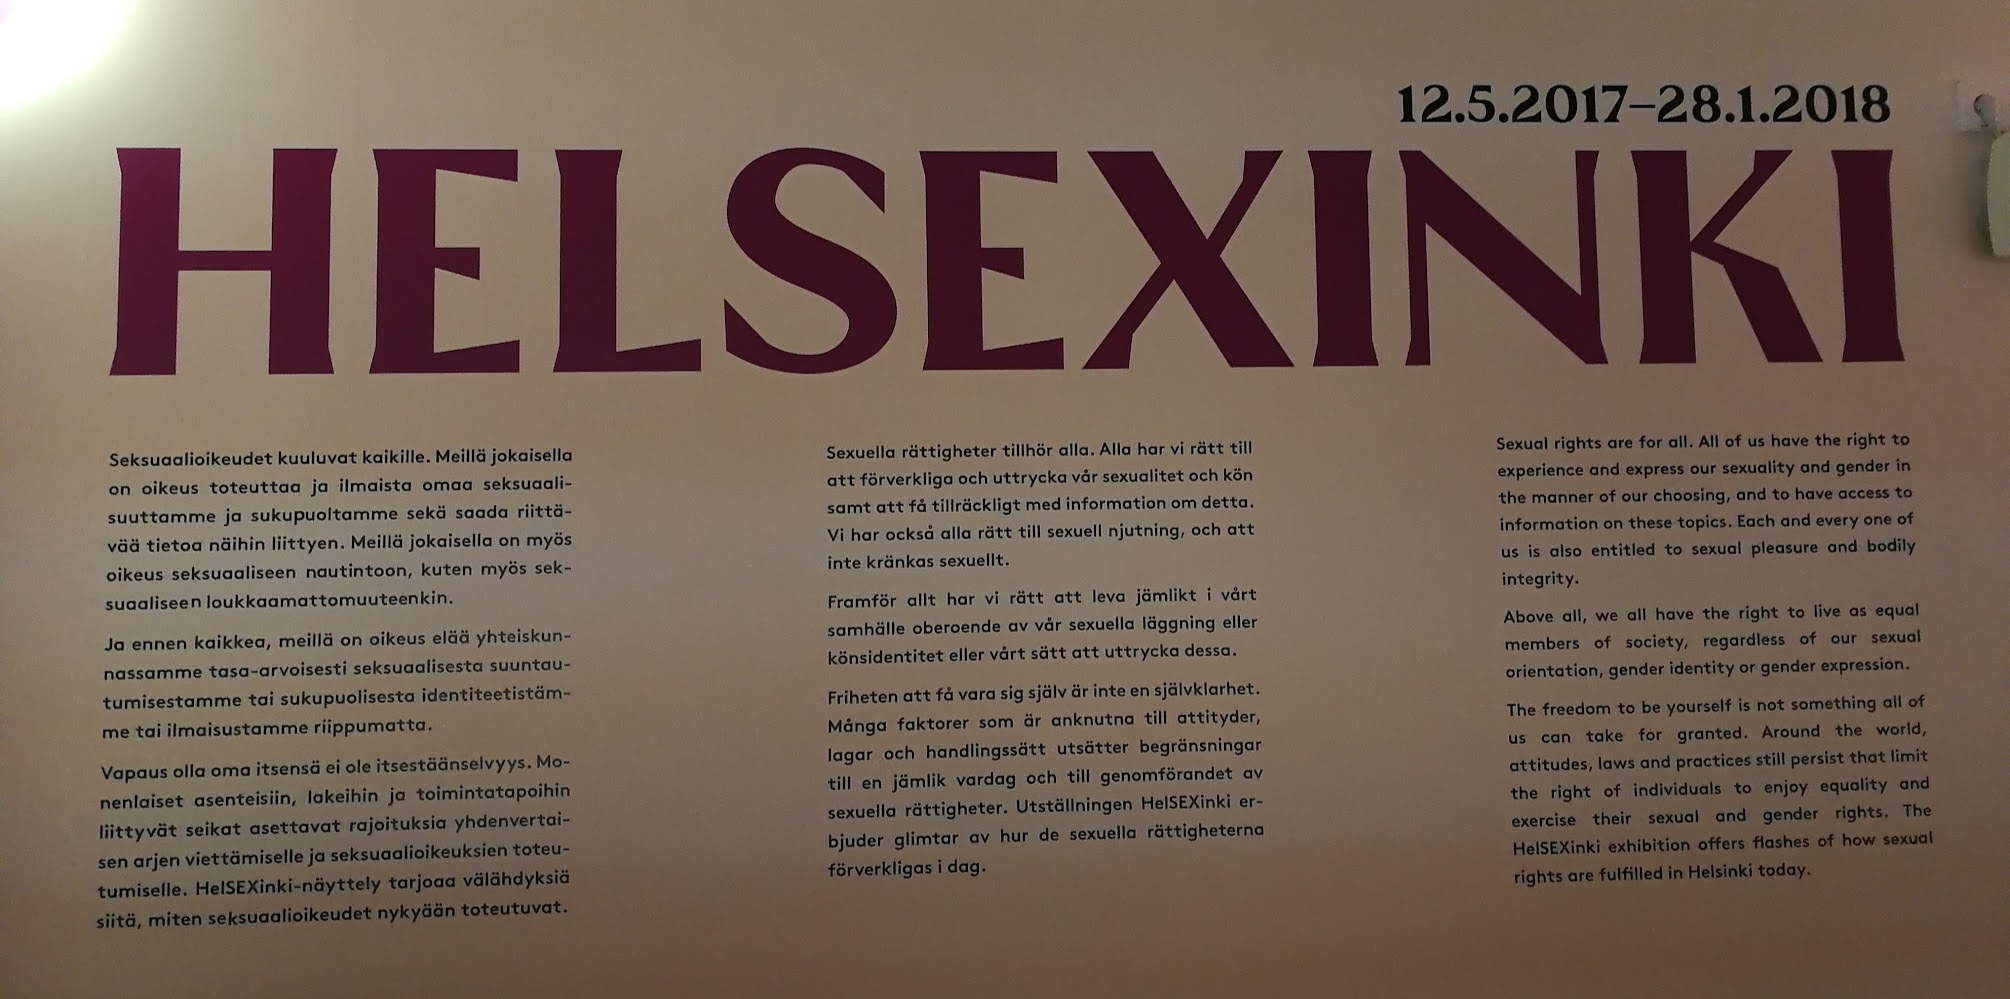 12.5.2017–28.1.2018
HELSEXINKI
Seksuaalioikeudet kuuluvat kaikille. Meillä jokaisella
on oikeus toteuttaa ja ilmaista omaa seksuaali-
suuttamme ja sukupuoltamme sekä saada riittä-
vää tietoa näihin liittyen. Meillä jokaisella on myös
oikeus seksuaaliseen nautintoon, kuten myös sek-
suaaliseen loukkaamattomuuteenkin.
Ja ennen kaikkea, meillä on oikeus elää yhteiskun-
nassamme tasa-arvoisesti seksuaalisesta suuntau-
tumisestamme tai sukupuolisesta identiteetistäm-
me tai ilmaisustamme riippumatta.
Vapaus olla oma itsensä ei ole itsestäänselvyys. Mo-
nenlaiset asenteisiin, lakeihin ja toimintatapoihin
liittyvät seikat asettavat rajoituksia yhdenvertai-
sen arjen viettämiselle ja seksuaalioikeuksien toteu-
tumiselle. HelSEXinki-näyttely tarjoaa välähdyksiä
siitä, miten seksuaalioikeudet nykyään toteutuvat.
Sexuella rättigheter tillhör alla. Alla har vi rätt till
att förverkliga och uttrycka vår sexualitet och kön
samt att få tillräckligt med information om detta.
Vi har också alla rätt till sexuell njutning, och att
inte kränkas sexuellt.
Framför allt har vi rätt att leva jämlikt i vårt
samhälle oberoende av vår sexuella läggning eller
könsidentitet eller vårt sätt att uttrycka dessa.
Friheten att få vara sig själv är inte en självklarhet.
Många faktorer som är anknutna till attityder,
lagar och handlingssätt utsätter begränsningar
till en jämlik vardag och till genomförandet av
sexuella rättigheter. Utställningen HelSEXinki er-
bjuder glimtar av hur de sexuella rättigheterna
förverkligas i dag.
Sexual rights are for all. All of us have the right to
experience and express our sexuality and gender in
the manner of our choosing, and to have access to
information on these topics. Each and every one of
us is also entitled to sexual pleasure and bodily
integrity.
Above all, we all have the right to live as equal
members of society, regardless of our sexual
orientation, gender identity or gender expression.
The freedom to be yourself is not something all of
us can take for granted. Around the world,
attitudes, laws and practices still persist that limit
the right of individuals to enjoy equality and
exercise their sexual and gender rights. The
HelSEXinki exhibition offers flashes of how sexual
rights are fulfilled in Helsinki today.